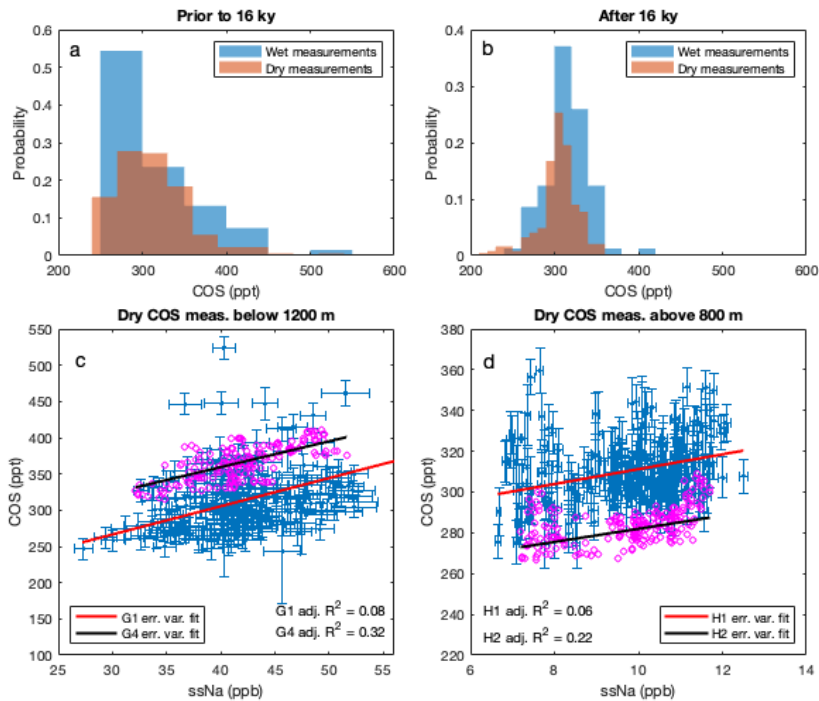 Prior to 16 ky
a
Wet measurements
Dry measurements
Probability
0.6
0.5
0.4
0.3
0.2
0.1
0
200 300 400 500 600
COS (ppt)
After 16 ky
b
Wet measurements
Dry measurements
Probability
0.4
0.3
0.2
0.1
0
200 300 400 500 600
COS (ppt)
Dry COS meas. below 1200 m
c
COS (ppt)
550
500
450
400
350
300
250
200
150
100
G1 err. var. fit
G4 err. var. fit
G1 adj. R² = 0.08
G4 adj. R² = 0.32
25 30 35 40 45 50 55
ssNa (ppb)
Dry COS meas. above 800 m
d
COS (ppt)
380
360
340
320
300
280
260
240
220
H1 adj. R² = 0.06
H2 adj. R² = 0.22
H1 err. var. fit
H2 err. var. fit
6 8 10 12 14
ssNa (ppb)